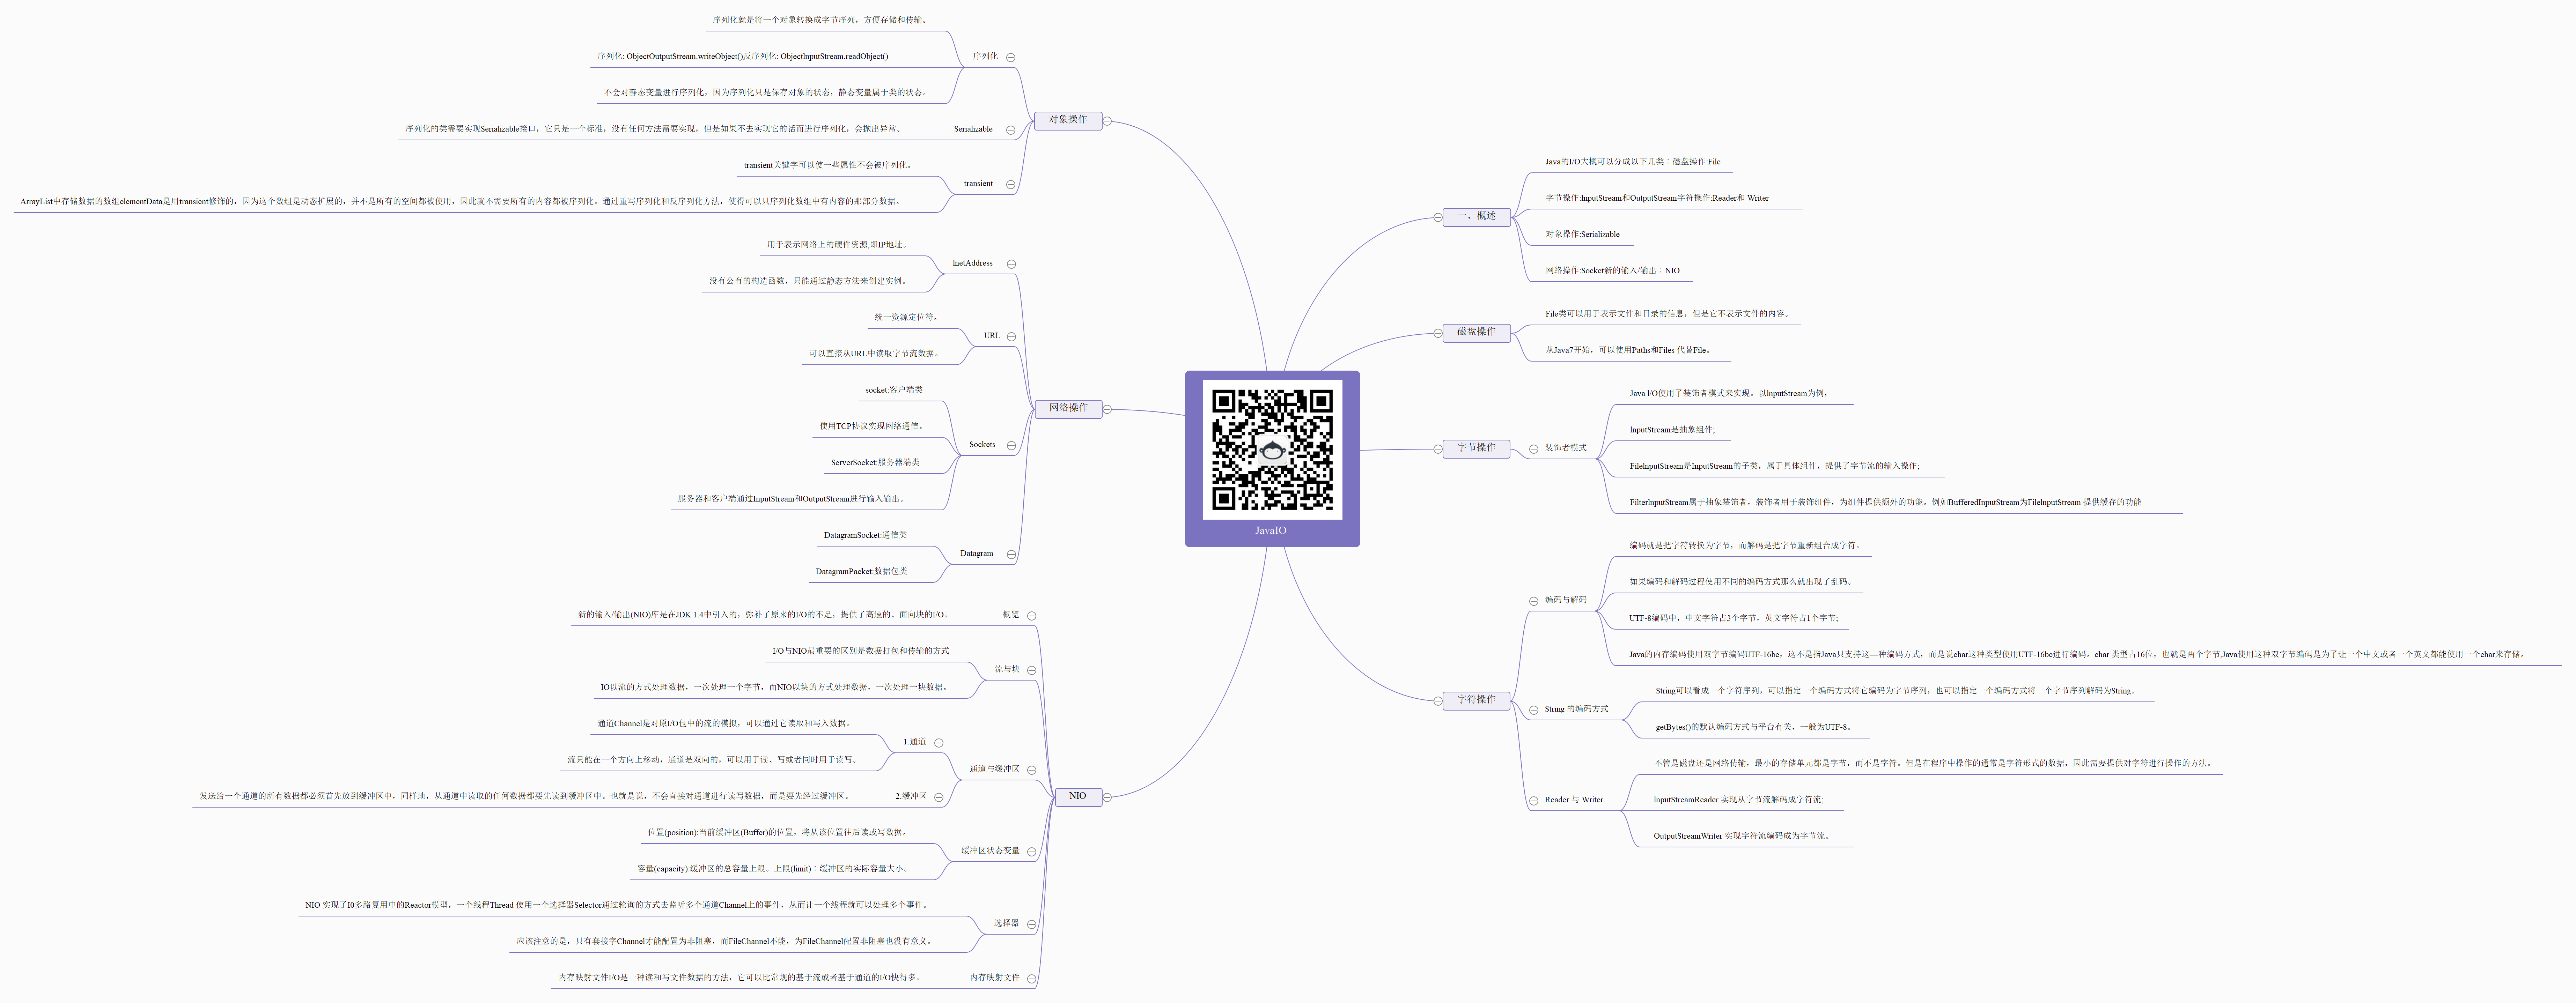 JavaIO
一、概述
Java的I/O大概可以分成以下几类：磁盘操作:File
字节操作:InputStream和OutputStream字符操作:Reader和 Writer
对象操作:Serializable
网络操作:Socket新的输入/输出：NIO
磁盘操作
File类可以用于表示文件和目录的信息，但是它不表示文件的内容。
从Java7开始，可以使用Paths和Files 代替File。
字节操作
装饰者模式
Java I/O使用了装饰者模式来实现。以InputStream为例，
InputStream是抽象组件;
FileInputStream是InputStream的子类，属于具体组件，提供了字节流的输入操作;
FilterInputStream属于抽象装饰者，装饰者用于装饰组件，为组件提供额外的功能。例如BufferedInputStream为FileInputStream 提供缓存的功能
字符操作
编码与解码
编码就是把字符转换为字节，而解码是把字节重新组合成字符。
如果编码和解码过程使用不同的编码方式那么就出现了乱码。
UTF-8编码中，中文字符占3个字节，英文字符占1个字节;
Java的内存编码使用双字节编码UTF-16be，这不是指Java只支持这—种编码方式，而是说char这种类型使用UTF-16be进行编码。char 类型占16位，也就是两个字节,Java使用这种双字节编码是为了让一个中文或者一个英文都能使用一个char来存储。
String 的编码方式
String可以看成一个字符序列，可以指定一个编码方式将它编码为字节序列，也可以指定一个编码方式将一个字节序列解码为String。
getBytes()的默认编码方式与平台有关，一般为UTF-8。
Reader 与 Writer
不管是磁盘还是网络传输，最小的存储单元都是字节，而不是字符。但是在程序中操作的通常是字符形式的数据，因此需要提供对字符进行操作的方法。
InputStreamReader 实现从字节流解码成字符流;
OutputStreamWriter 实现字符流编码成为字节流。
对象操作
序列化
序列化就是将一个对象转换成字节序列，方便存储和传输。
序列化: ObjectOutputStream.writeObject()反序列化: ObjectInputStream.readObject()
不会对静态变量进行序列化，因为序列化只是保存对象的状态，静态变量属于类的状态。
Serializable
序列化的类需要实现Serializable接口，它只是一个标准，没有任何方法需要实现，但是如果不去实现它的话而进行序列化，会抛出异常。
transient
transient关键字可以使一些属性不会被序列化。
ArrayList中存储数据的数组elementData是用transient修饰的，因为这个数组是动态扩展的，并不是所有的空间都被使用，因此就不需要所有的内容都被序列化。通过重写序列化和反序列化方法，使得可以只序列化数组中有内容的那部分数据。
网络操作
InetAddress
用于表示网络上的硬件资源,即IP地址。
没有公有的构造函数，只能通过静态方法来创建实例。
URL
统一资源定位符。
可以直接从URL中读取字节流数据。
Sockets
socket:客户端类
使用TCP协议实现网络通信。
ServerSocket:服务器端类
服务器和客户端通过InputStream和OutputStream进行输入输出。
Datagram
DatagramSocket:通信类
DatagramPacket:数据包类
NIO
概览
新的输入/输出(NIO)库是在JDK 1.4中引入的，弥补了原来的I/O的不足，提供了高速的、面向块的I/O。
流与块
I/O与NIO最重要的区别是数据打包和传输的方式
IO以流的方式处理数据，一次处理一个字节，而NIO以块的方式处理数据，一次处理一块数据。
通道与缓冲区
1.通道
通道Channel是对原I/O包中的流的模拟，可以通过它读取和写入数据。
流只能在一个方向上移动，通道是双向的，可以用于读、写或者同时用于读写。
2.缓冲区
发送给一个通道的所有数据都必须首先放到缓冲区中，同样地，从通道中读取的任何数据都要先读到缓冲区中。也就是说，不会直接对通道进行读写数据，而是要先经过缓冲区。
缓冲区状态变量
位置(position):当前缓冲区(Buffer)的位置，将从该位置往后读或写数据。
容量(capacity):缓冲区的总容量上限。上限(limit)：缓冲区的实际容量大小。
选择器
NIO 实现了I0多路复用中的Reactor模型，一个线程Thread 使用一个选择器Selector通过轮询的方式去监听多个通道Channel上的事件，从而让一个线程就可以处理多个事件。
应该注意的是，只有套接字Channel才能配置为非阻塞，而FileChannel不能，为FileChannel配置非阻塞也没有意义。
内存映射文件
内存映射文件I/O是一种读和写文件数据的方法，它可以比常规的基于流或者基于通道的I/O快得多。